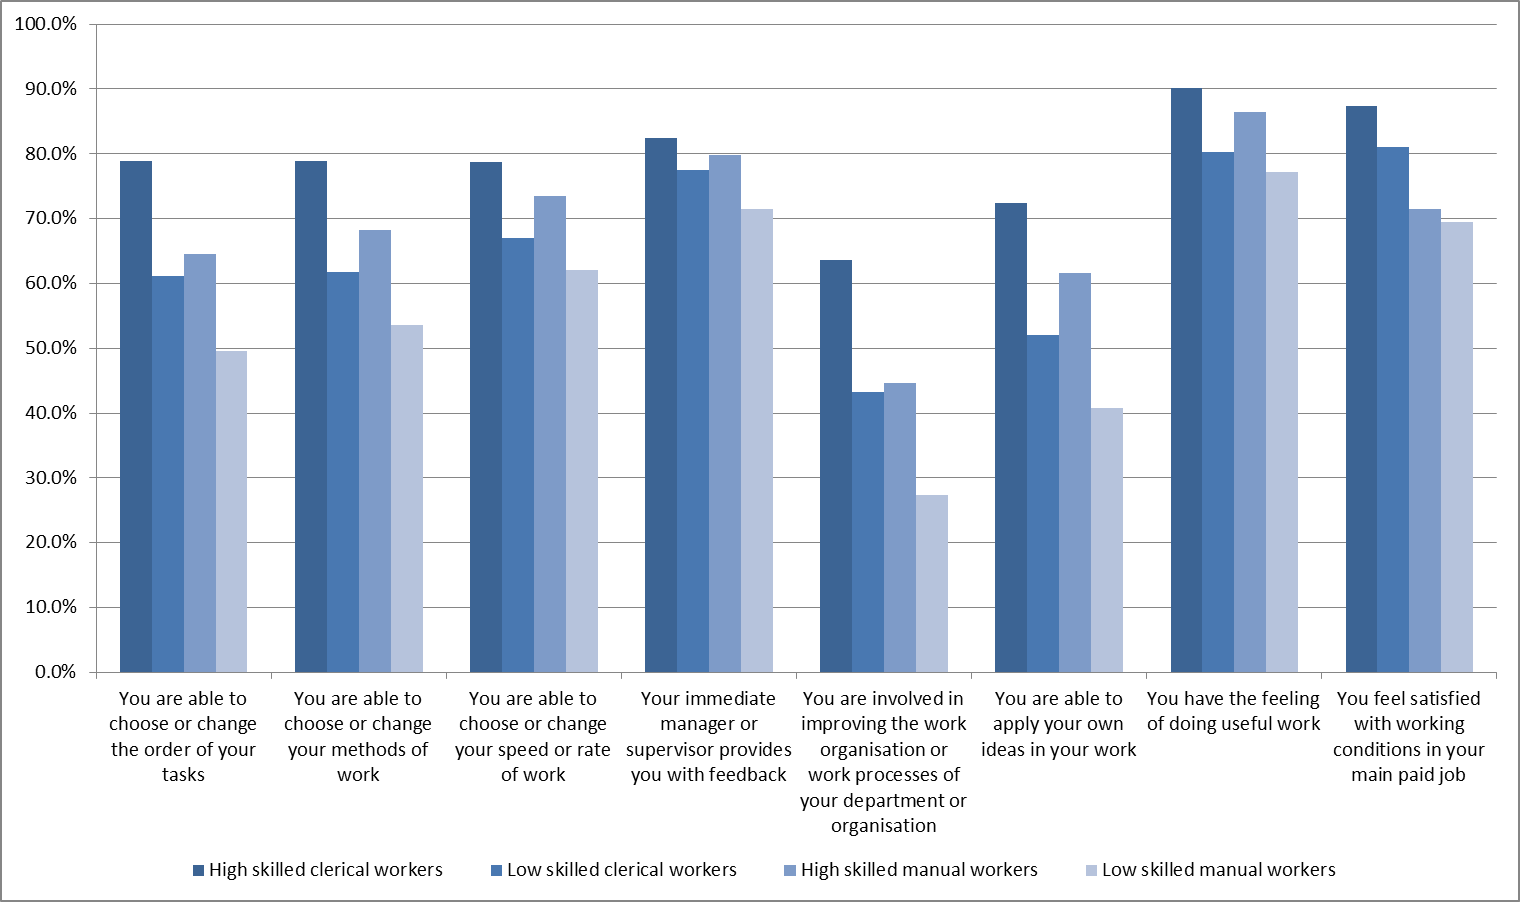 100.0%
90.0%
80.0%
70.0%
60.0%
50.0%
40.0%
30.0%
20.0%
10.0%
0.0%
You are able to
choose or change
the order of your
tasks
You are able to
choose or change
your methods of
work
You are able to
choose or change
your speed or rate
of work
Your immediate
manager or
supervisor provides
you with feedback
You are involved in
improving the work
organisation or
work processes of
your department or
organisation
You are able to
apply your own
ideas in your work
You have the feeling
of doing useful work
You feel satisfied
with working
conditions in your
main paid job
High skilled clerical workers
Low skilled clerical workers
High skilled manual workers
Low skilled manual workers